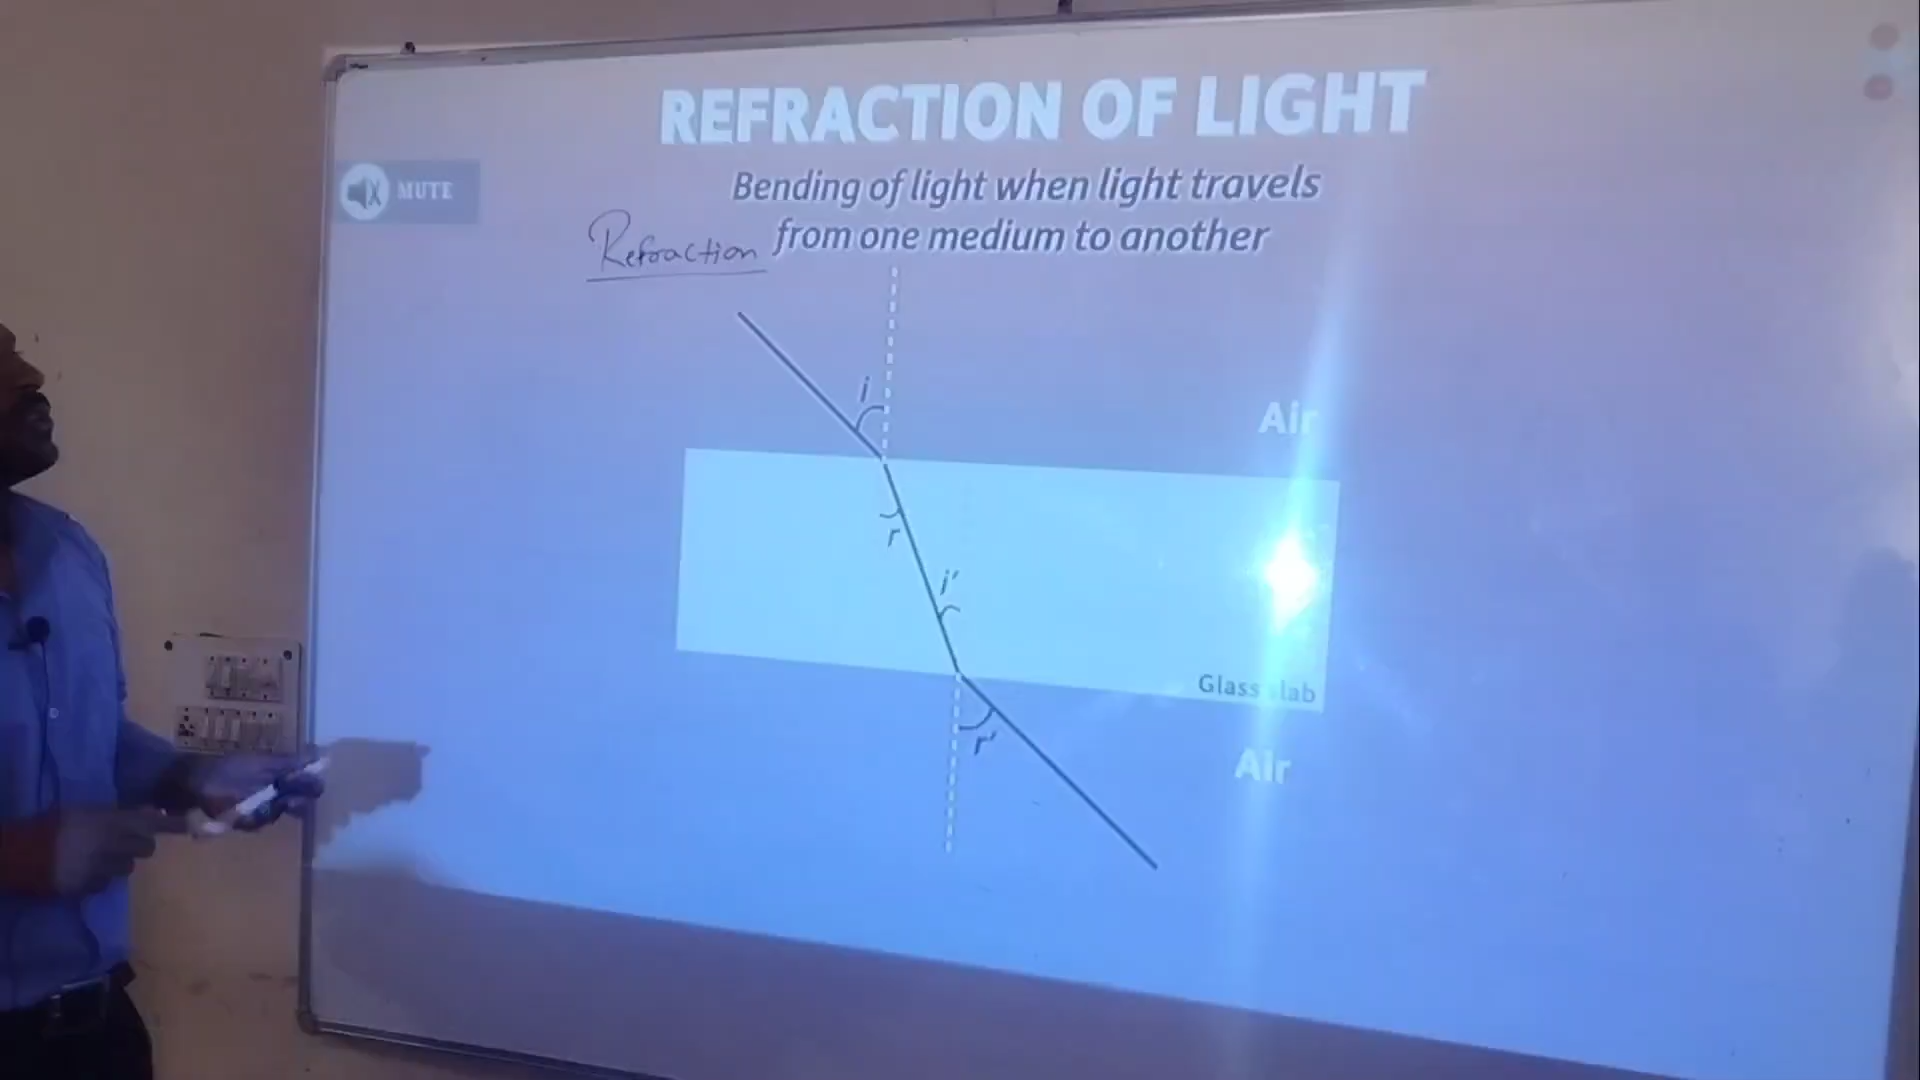 REFRACTION OF LIGHT
MUTE
Bending of light when light travels
from one medium to another
Refraction
i
Air
r
i'
Glass slab
r'
Air